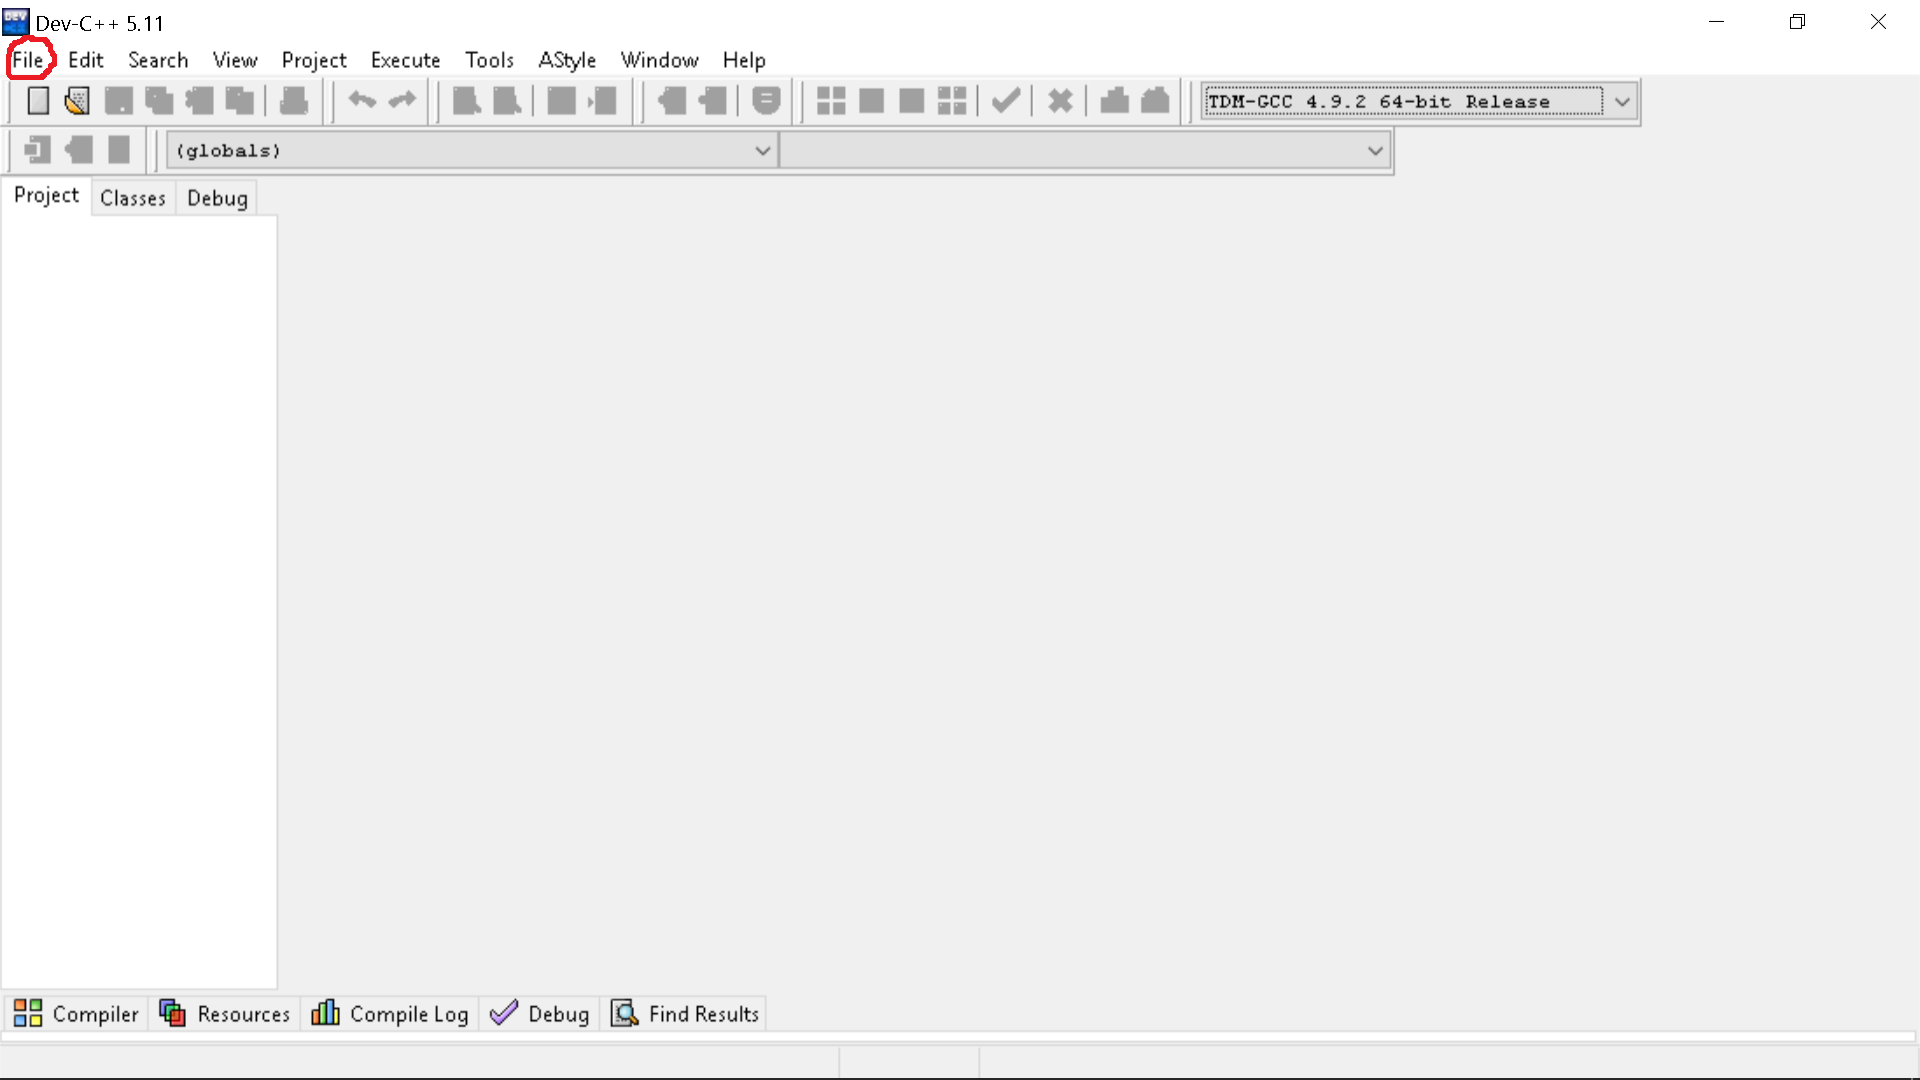 DEV
Dev-C++ 5.11
File Edit Search View Project Execute Tools AStyle Window Help
TDM-GCC 4.9.2 64-bit Release
(globals)
Project Classes Debug
Compiler Resources Compile Log Debug Find Results